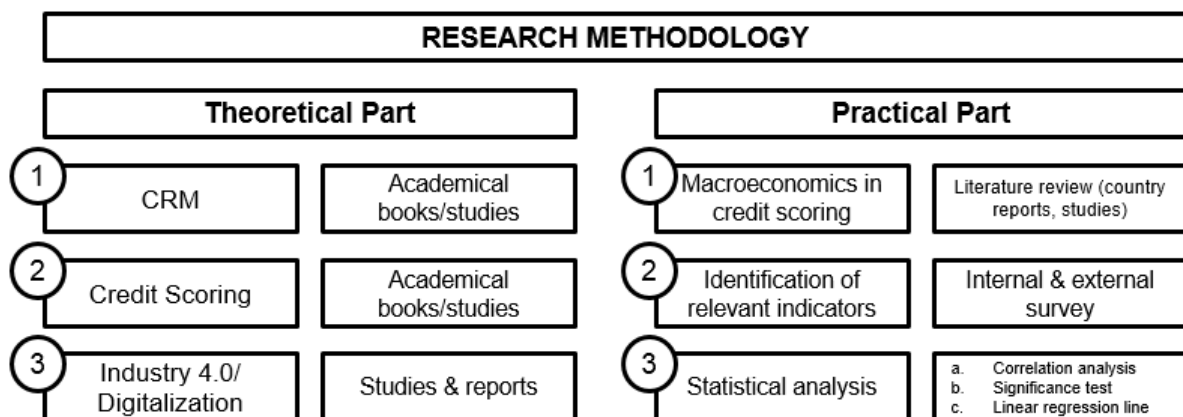 RESEARCH METHODOLOGY
Theoretical Part
Practical Part
1
CRM
Academical
books/studies
1
Macroeconomics in
credit scoring
Literature review (country
reports, studies)
2
Credit Scoring
Academical
books/studies
2
Identification of
relevant indicators
Internal & external
survey
3
Industry 4.0/
Digitalization
Studies & reports
3
Statistical analysis
a. Correlation analysis
b. Significance test
c. Linear regression line